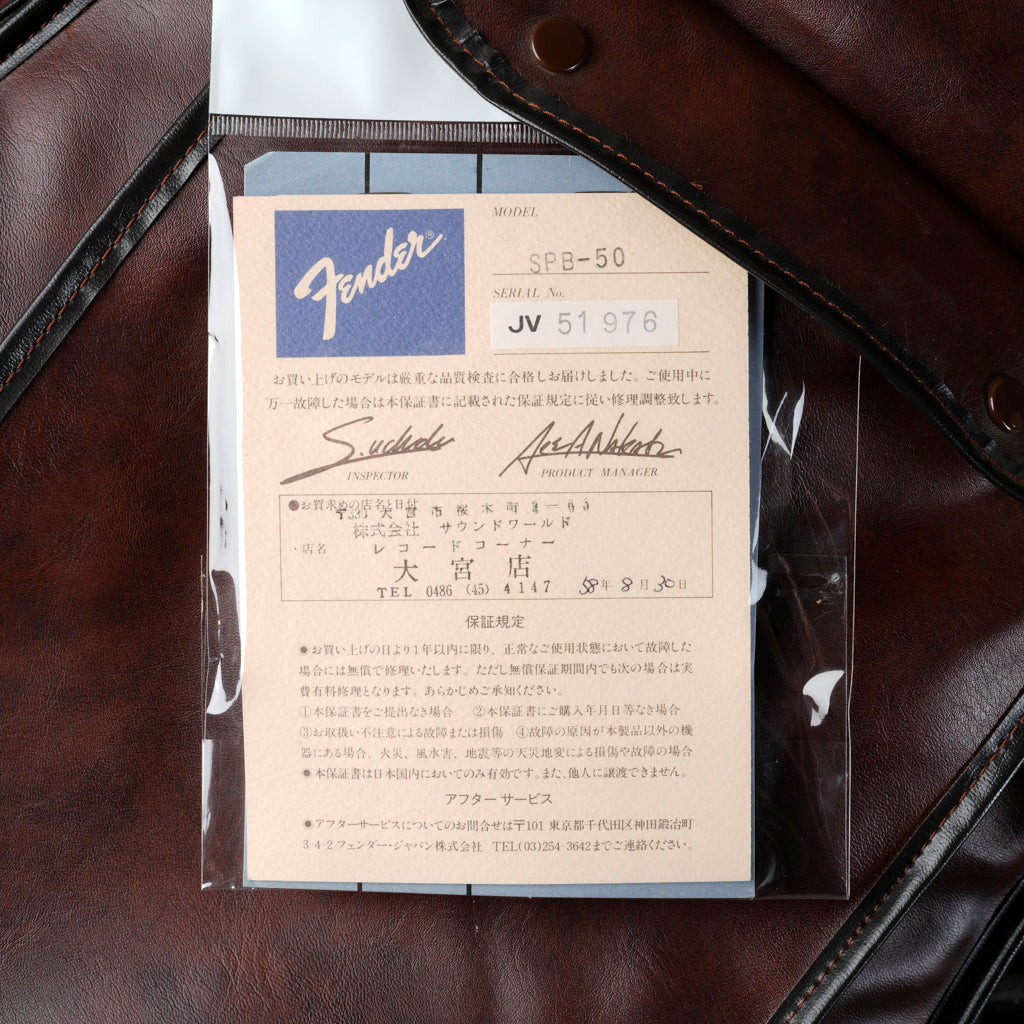 Fender®
MODEL
SPB-50
SERIAL No.
JV 51976
お買い上げのモデルは厳重な品質検査に合格しお届けしました。ご使用中に
万一故障した場合は本保証書に記載された保証規定に従い修理調整致します。
INSPECTOR
PRODUCT MANAGER
●お買求めの店名と日付
大宮市桜木町2-63
株式会社 サウンドワールド
・店名 レコードコーナー
大宮店
TEL 0486 (45) 4147 58年8月30日
保証規定
●お買い上げの日より1年以内に限り、正常なご使用状態において故障した
場合には無償で修理いたします。ただし無償保証期間内でも次の場合は実
費有料修理となります。あらかじめご承知ください。
①本保証書をご提出なき場合 ②本保証書にご購入年月日等なき場合
③お取扱い不注意による故障または損傷 ④故障の原因が本製品以外の機
器にある場合、火災、風水害、地震等の天災地変による損傷や故障の場合
●本保証書は日本国内においてのみ有効です。また、他人に譲渡できません。
アフター サービス
●アフターサービスについてのお問合せは〒101 東京都千代田区神田鍛冶町
3-4-2 フェンダー・ジャパン株式会社 TEL(03)254-3642までご連絡ください。